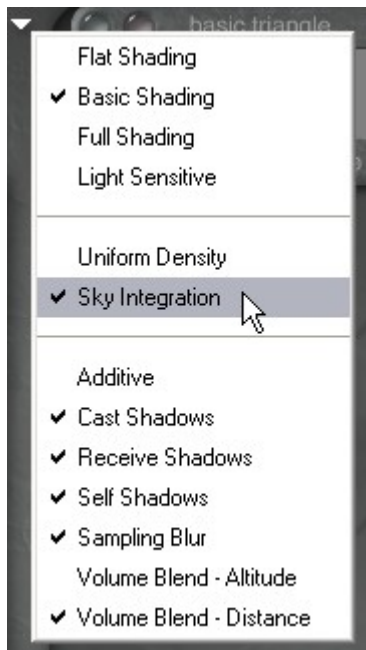 basic triangle
Flat Shading
Basic Shading
Full Shading
Light Sensitive
Uniform Density
Sky Integration
Additive
Cast Shadows
Receive Shadows
Self Shadows
Sampling Blur
Volume Blend - Altitude
Volume Blend - Distance